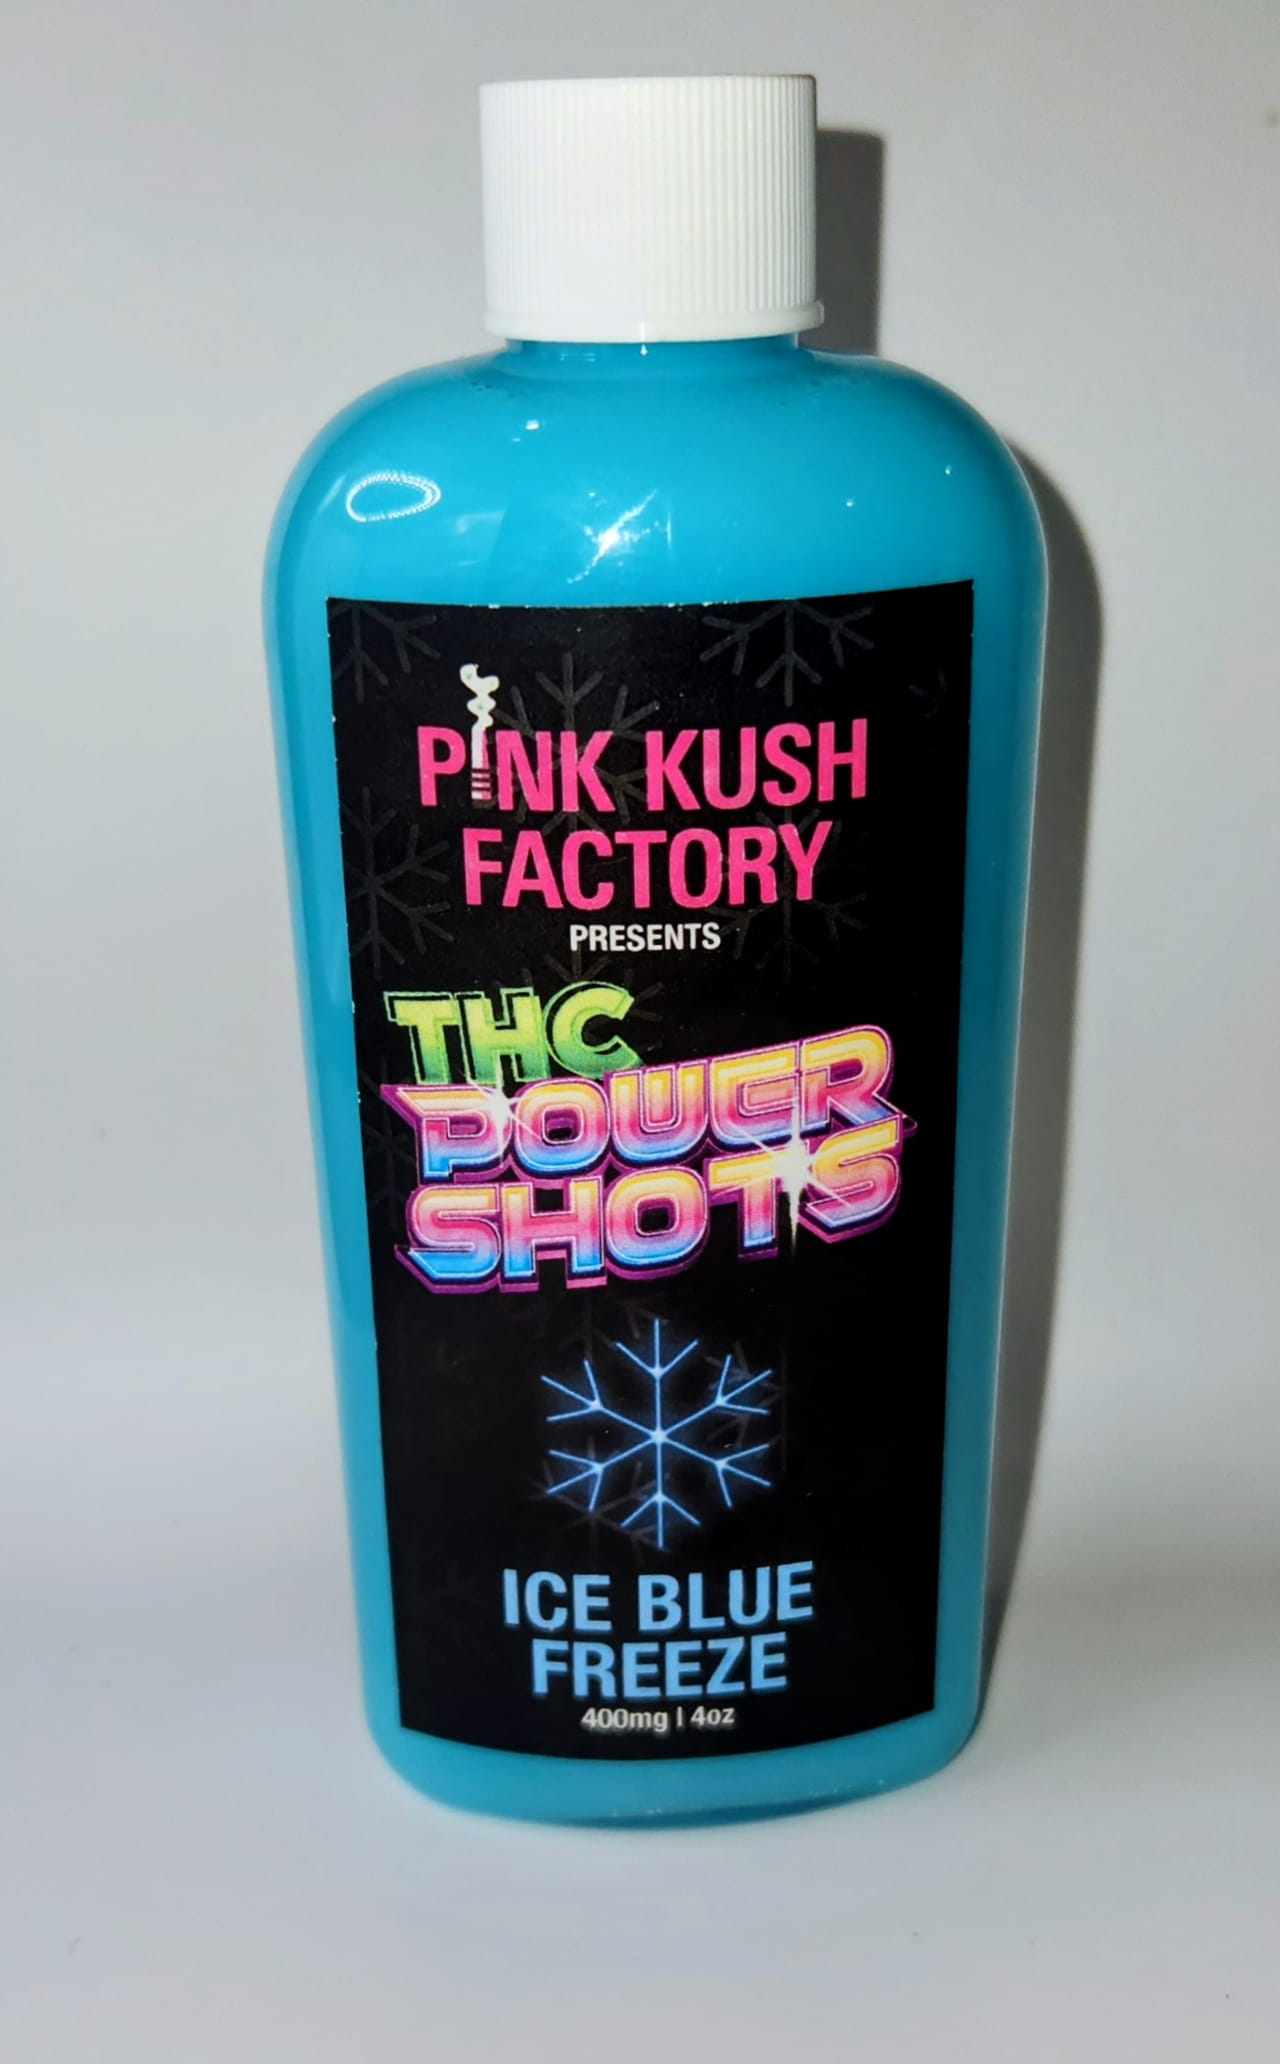 PINK KUSH
FACTORY
PRESENTS
THC
POWER
SHOTS
ICE BLUE
FREEZE
400mg | 4oz